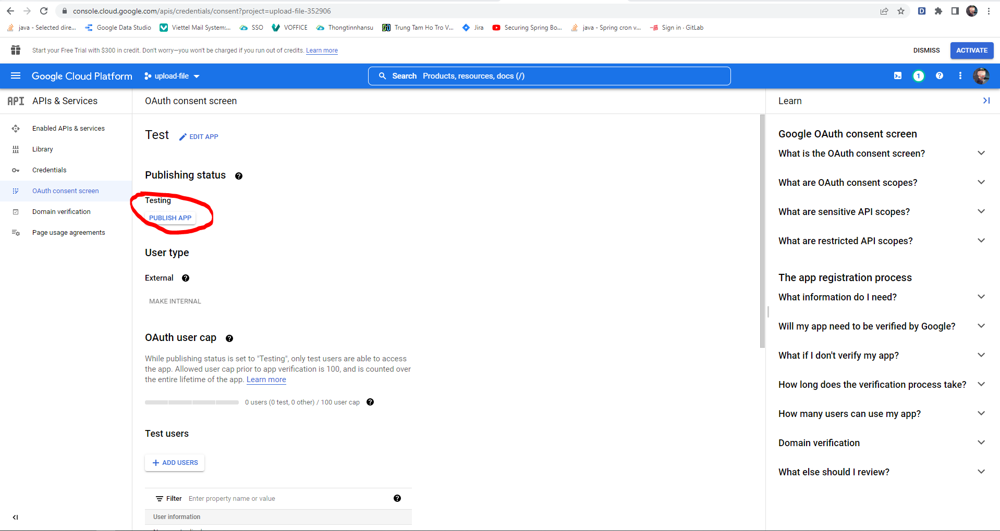 console.cloud.google.com/apis/credentials/consent?project=upload-file-352906
java - Selected dire... Google Data Studio Viettel Mail System:... SSO VOFFICE Thongtinnhansu Trung Tam Ho Tro V... Jira Securing Spring Bo... java - Spring cron v... Sign in · GitLab
Start your Free Trial with $300 in credit. Don't worry—you won't be charged if you run out of credits. Learn more DISMISS ACTIVATE
Google Cloud Platform upload-file Search Products, resources, docs (/) 1
API APIs & Services
Enabled APIs & services
Library
Credentials
OAuth consent screen
Domain verification
Page usage agreements
OAuth consent screen
Test EDIT APP
Publishing status
Testing
PUBLISH APP
User type
External
MAKE INTERNAL
OAuth user cap
While publishing status is set to "Testing", only test users are able to access
the app. Allowed user cap prior to app verification is 100, and is counted over
the entire lifetime of the app. Learn more
0 users (0 test, 0 other) / 100 user cap
Test users
ADD USERS
Filter Enter property name or value
User information
Learn
Google OAuth consent screen
What is the OAuth consent screen?
What are OAuth consent scopes?
What are sensitive API scopes?
What are restricted API scopes?
The app registration process
What information do I need?
Will my app need to be verified by Google?
What if I don't verify my app?
How long does the verification process take?
How many users can use my app?
Domain verification
What else should I review?